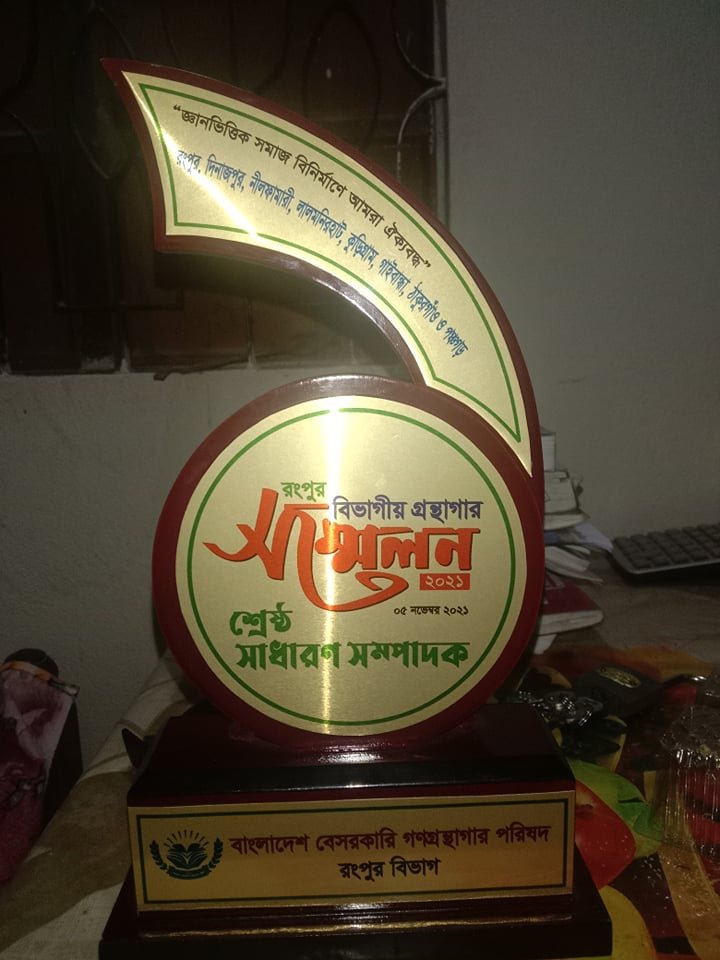 “জ্ঞানভিত্তিক সমাজ বিনির্মাণে আমরা ঐক্যবদ্ধ”
রংপুর, দিনাজপুর, নীলফামারী, লালমনিরহাট, কুড়িগ্রাম, গাইবান্ধা, ঠাকুরগাঁও ও পঞ্চগড়
রংপুর
বিভাগীয় গ্রন্থাগার
সম্মেলন
২০২১
০৫ নভেম্বর ২০২১
শ্রেষ্ঠ
সাধারণ সম্পাদক
বাংলাদেশ বেসরকারি গণগ্রন্থাগার পরিষদ
রংপুর বিভাগ